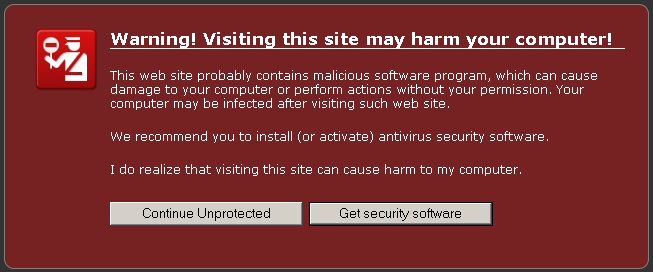 Warning! Visiting this site may harm your computer!
This web site probably contains malicious software program, which can cause
damage to your computer or perform actions without your permission. Your
computer may be infected after visiting such web site.
We recommend you to install (or activate) antivirus security software.
I do realize that visiting this site can cause harm to my computer.
Continue Unprotected
Get security software